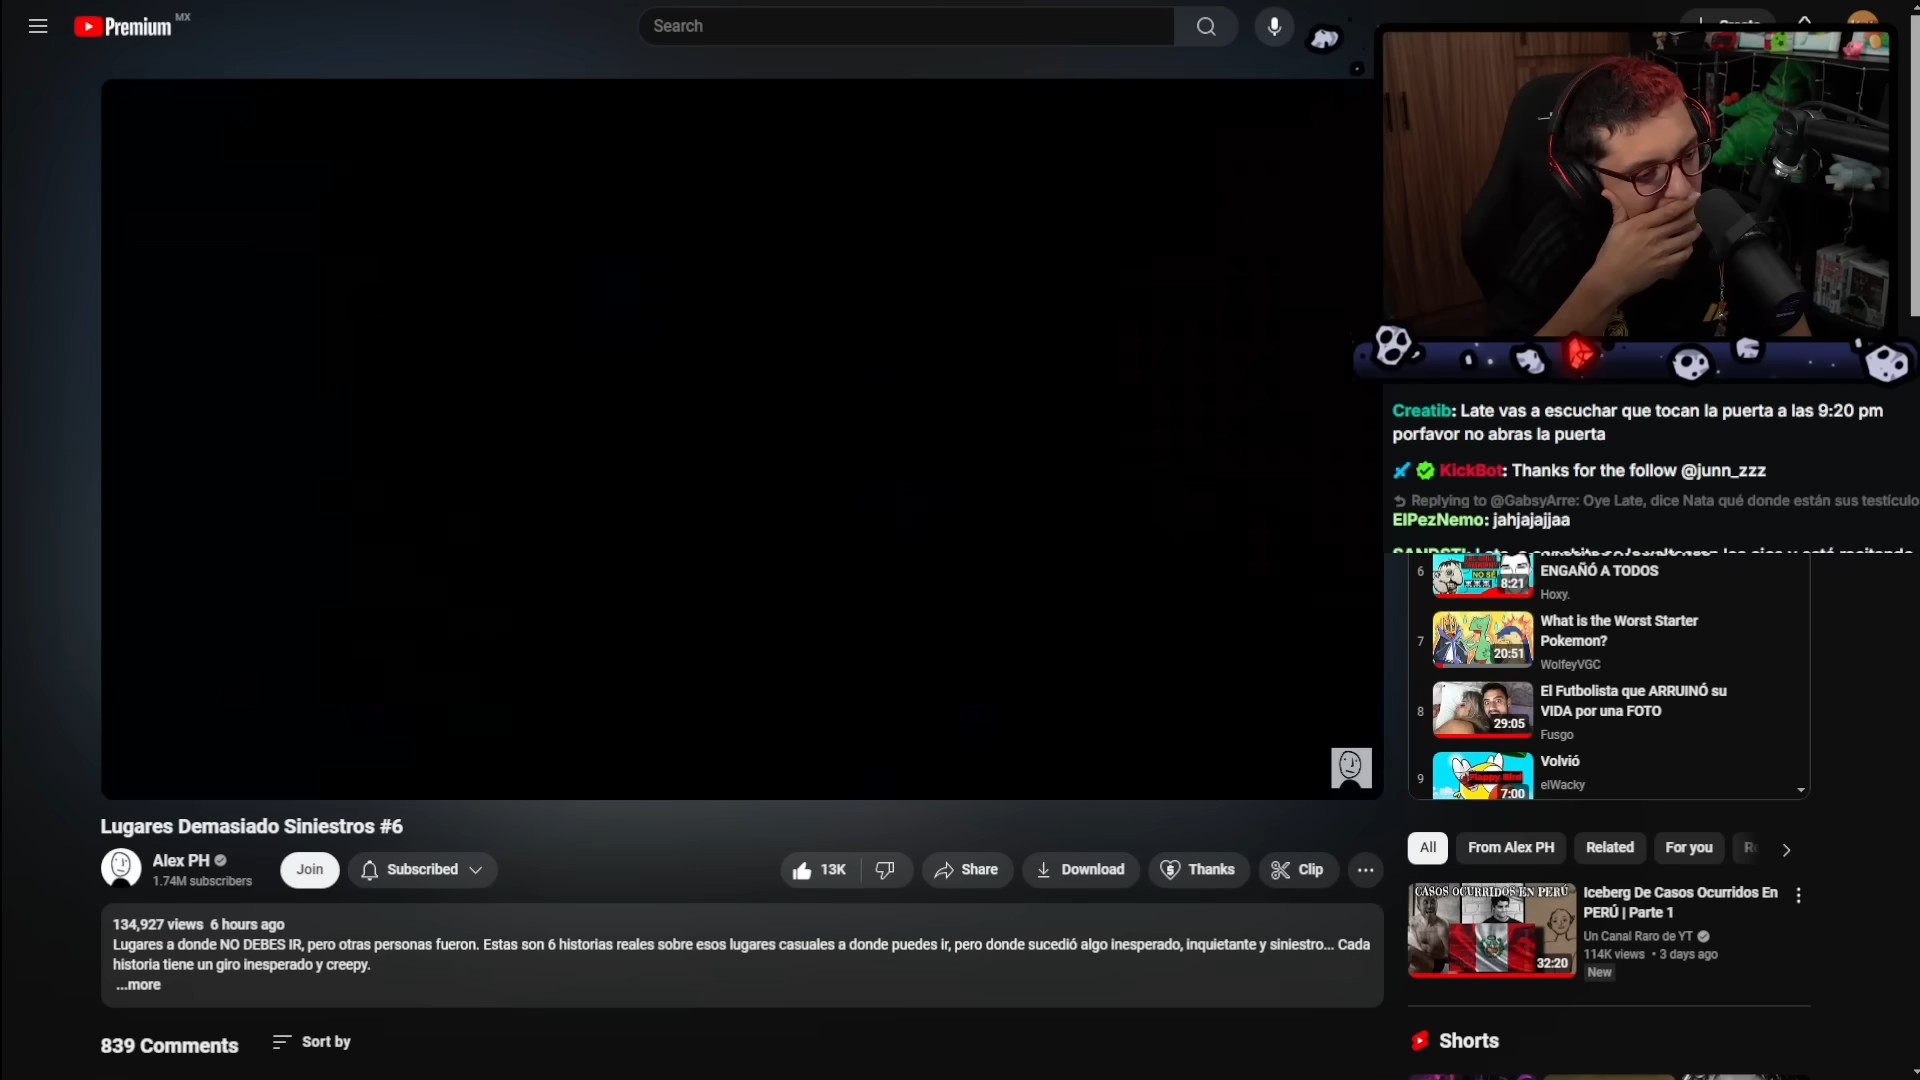 Premium MX
Search
Create
Creatib: Late vas a escuchar que tocan la puerta a las 9:20 pm
porfavor no abras la puerta
KickBot: Thanks for the follow @junn_zzz
Replying to @GabsyArre: Oye Late, dice Nata qué donde están sus testículo
ElPezNemo: jahjajajjaa
6
8:21
ENGAÑÓ A TODOS
Hoxy.
7
20:51
What is the Worst Starter
Pokemon?
WolfeyVGC
8
29:05
El Futbolista que ARRUINÓ su
VIDA por una FOTO
Fusgo
9
Flappy Bird
7:00
Volvió
elWacky
Lugares Demasiado Siniestros #6
Alex PH
1.74M subscribers
Join
Subscribed
13K
Share
Download
Thanks
Clip
134,927 views 6 hours ago
Lugares a donde NO DEBES IR, pero otras personas fueron. Estas son 6 historias reales sobre esos lugares casuales a donde puedes ir, pero donde sucedió algo inesperado, inquietante y siniestro... Cada
historia tiene un giro inesperado y creepy.
...more
839 Comments
Sort by
All
From Alex PH
Related
For you
CASOS OCURRIDOS EN PERÚ
32:20
Iceberg De Casos Ocurridos En
PERÚ | Parte 1
Un Canal Raro de YT
114K views • 3 days ago
New
Shorts